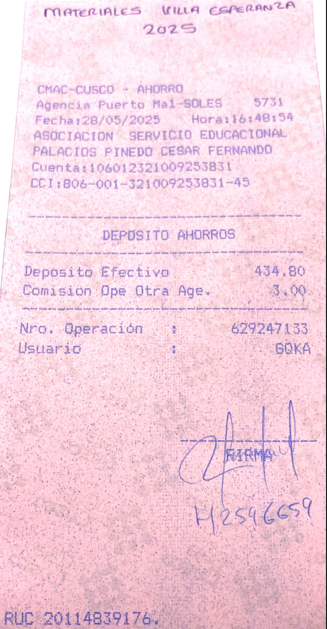 MATERIALES VILLA ESPERANZA
2025
CMAC-CUSCO - AHORRO
Agencia Puerto Mal-SOLES 5731
Fecha:28/05/2025 Hora:16:48:54
ASOCIACION SERVICIO EDUCACIONAL
PALACIOS PINEDO CESAR FERNANDO
Cuenta:106012321009253831
CCI:806-001-321009253831-45
DEPOSITO AHORROS
Deposito Efectivo 434.80
Comision Ope Otra Age. 3.00
Nro. Operación : 629247133
Usuario : GQKA
FIRMA
42596659
RUC 20114839176.